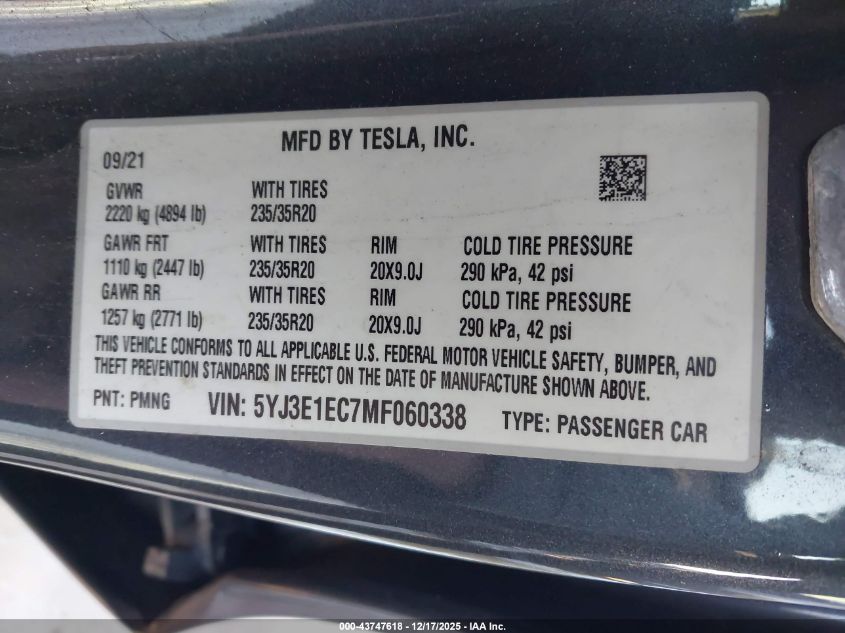 MFD BY TESLA, INC.
09/21
GVWR WITH TIRES
2220 kg (4894 lb) 235/35R20
GAWR FRT WITH TIRES RIM COLD TIRE PRESSURE
1110 kg (2447 lb) 235/35R20 20X9.0J 290 kPa, 42 psi
GAWR RR WITH TIRES RIM COLD TIRE PRESSURE
1257 kg (2771 lb) 235/35R20 20X9.0J 290 kPa, 42 psi
THIS VEHICLE CONFORMS TO ALL APPLICABLE U.S. FEDERAL MOTOR VEHICLE SAFETY, BUMPER, AND
THEFT PREVENTION STANDARDS IN EFFECT ON THE DATE OF MANUFACTURE SHOWN ABOVE.
PNT: PMNG VIN: 5YJ3E1EC7MF060338 TYPE: PASSENGER CAR
000-43747618 - 12/17/2025 - IAA Inc.